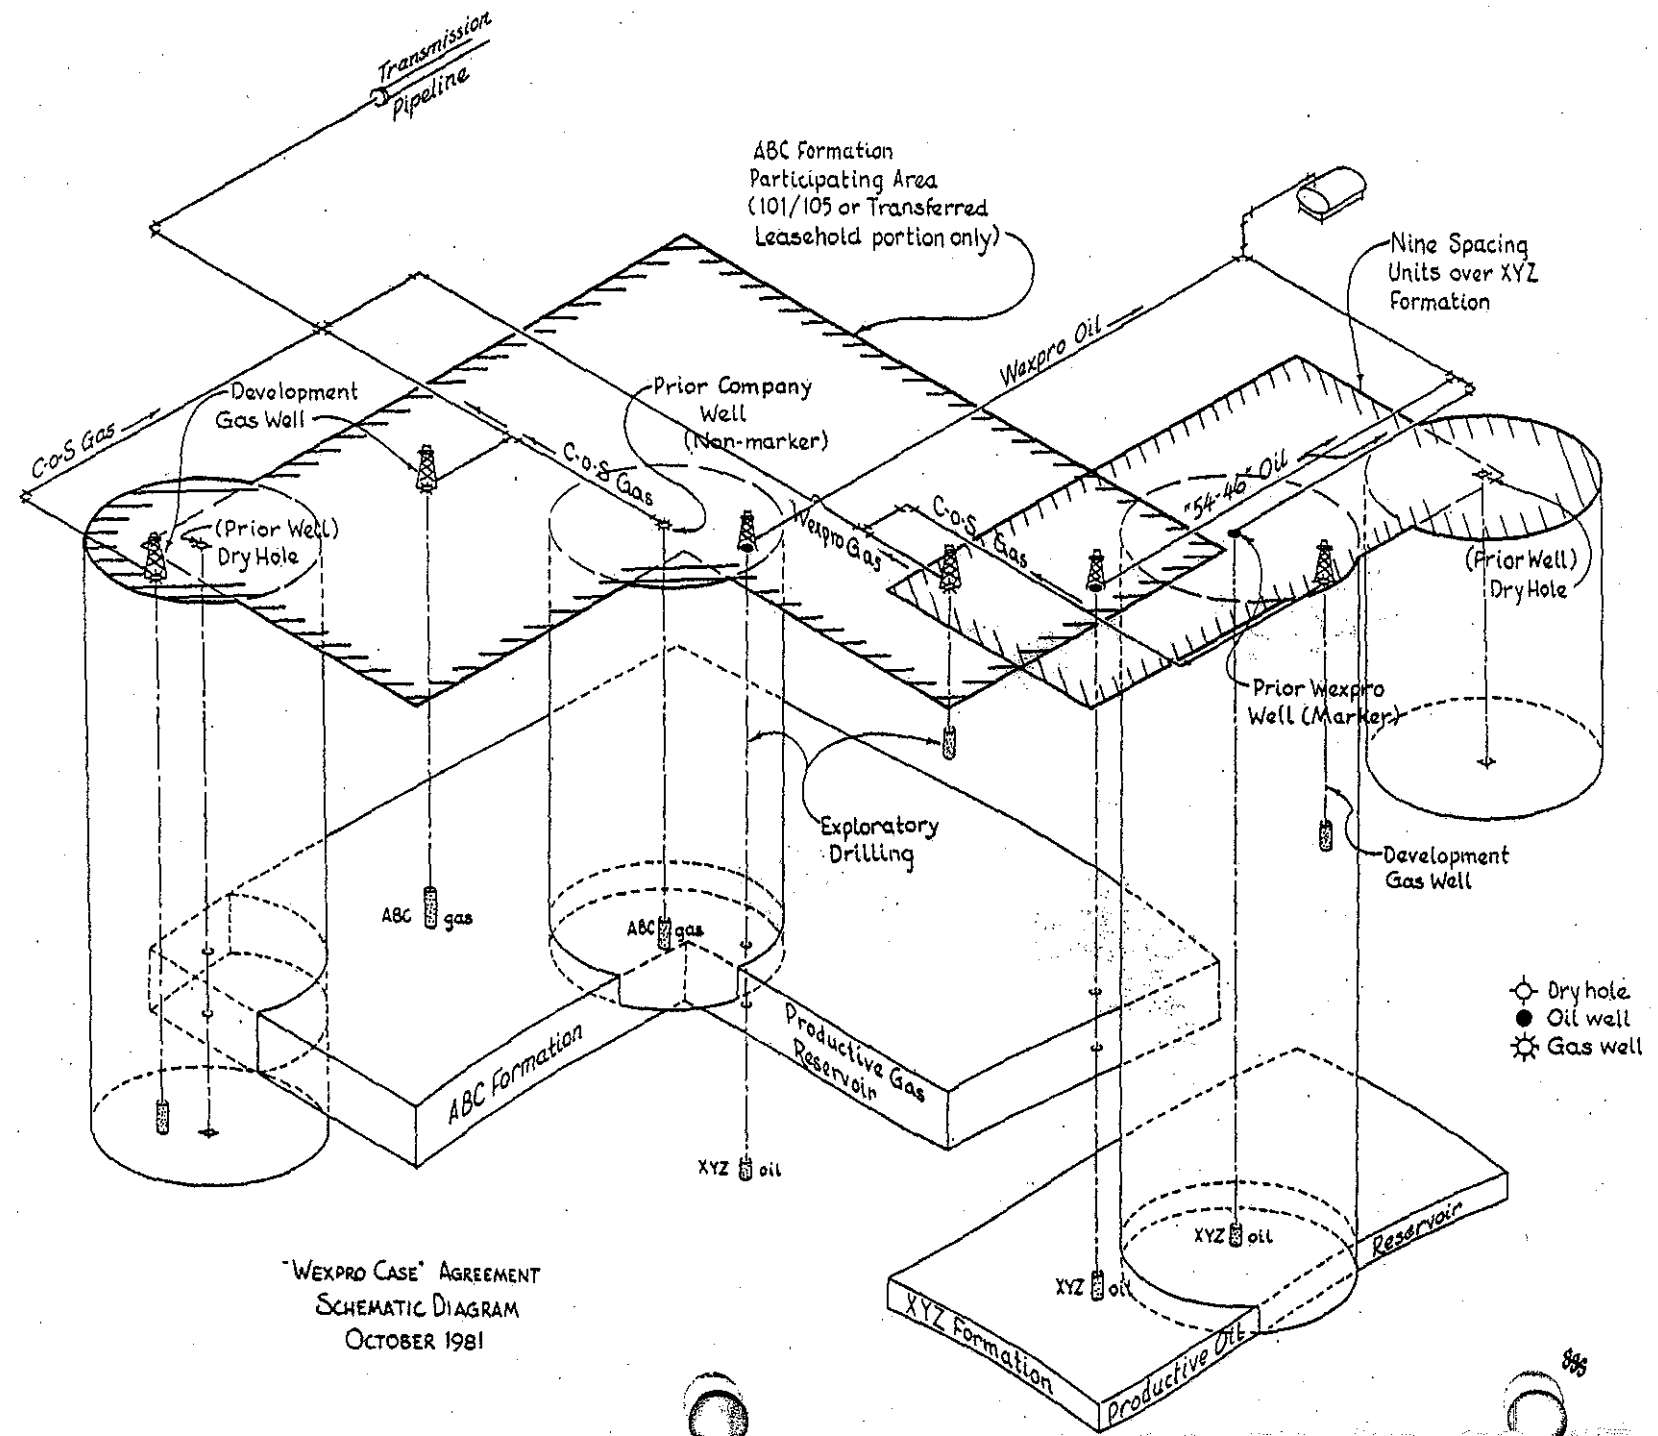 Transmission
Pipeline
ABC Formation
Participating Area
(101/105 or Transferred
Leasehold portion only)
Nine Spacing
Units over XYZ
Formation
Wexpro Oil
Development
Gas Well
Prior Company
Well
(Non-marker)
C-o-S Gas
C-o-S Gas
Wexpro Gas
C-o-S Gas
"54-46" Oil
(Prior Well)
Dry Hole
(Prior Well)
Dry Hole
Prior Wexpro
Well (Marker)
Exploratory
Drilling
Development
Gas Well
ABC gas
ABC gas
Dry hole
Oil well
Gas well
ABC Formation
Productive Gas
Reservoir
XYZ oil
XYZ oil
XYZ oil
Reservoir
XYZ Formation
Productive Oil
"WEXPRO CASE" AGREEMENT
SCHEMATIC DIAGRAM
OCTOBER 1981